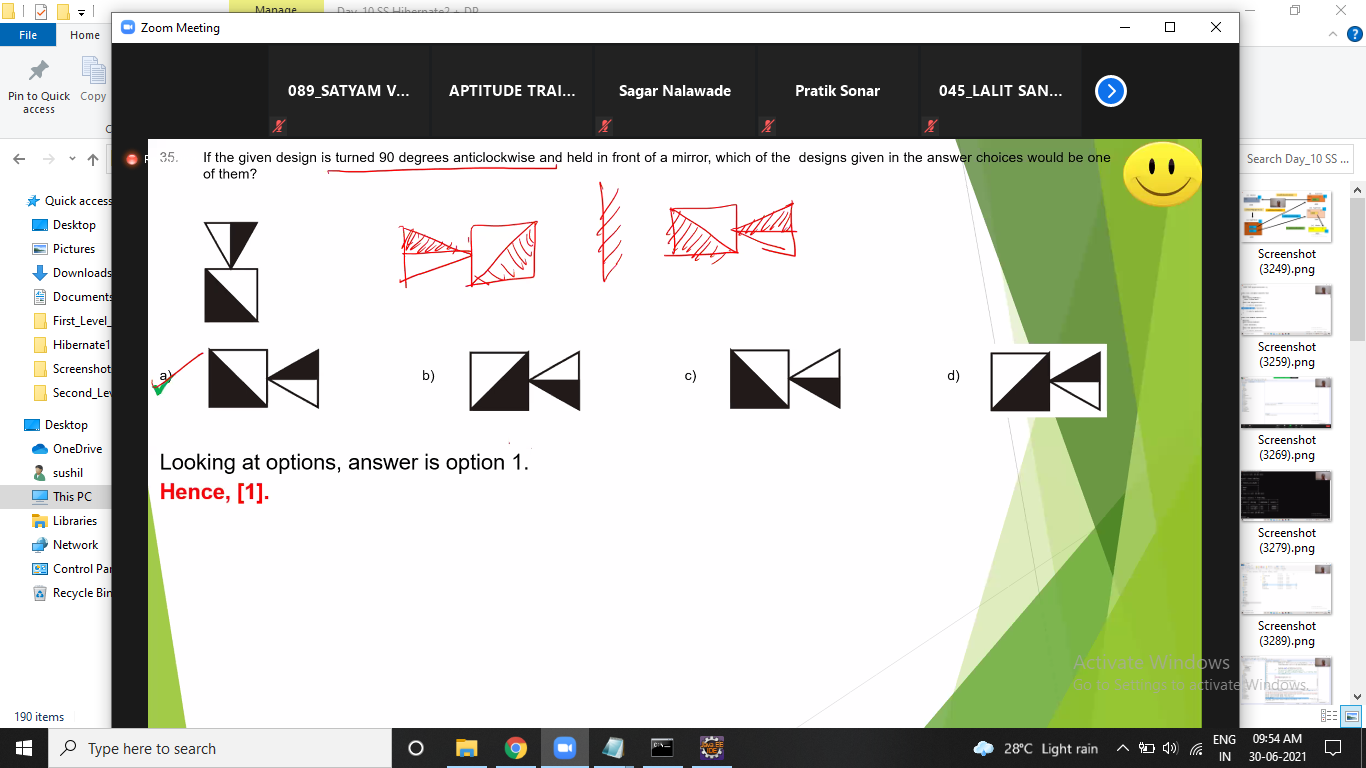 Manage
Day_10 SS Hibernate2 + DP
File
Home
Zoom Meeting
Pin to Quick access
Copy
089_SATYAM V...
APTITUDE TRAI...
Sagar Nalawade
Pratik Sonar
045_LALIT SAN...
Search Day_10 SS ...
35. If the given design is turned 90 degrees anticlockwise and held in front of a mirror, which of the designs given in the answer choices would be one
of them?
a)
b)
c)
d)
Looking at options, answer is option 1.
Hence, [1].
Quick access
Desktop
Pictures
Downloads
Documents
First_Level_
Hibernate1
Screenshot
Second_Lev
Desktop
OneDrive
sushil
This PC
Libraries
Network
Control Pan
Recycle Bin
Screenshot
(3249).png
Screenshot
(3259).png
Screenshot
(3269).png
Screenshot
(3279).png
Screenshot
(3289).png
Activate Windows
Go to Settings to activate Windows.
190 items
Type here to search
28°C Light rain
ENG
IN
09:54 AM
30-06-2021